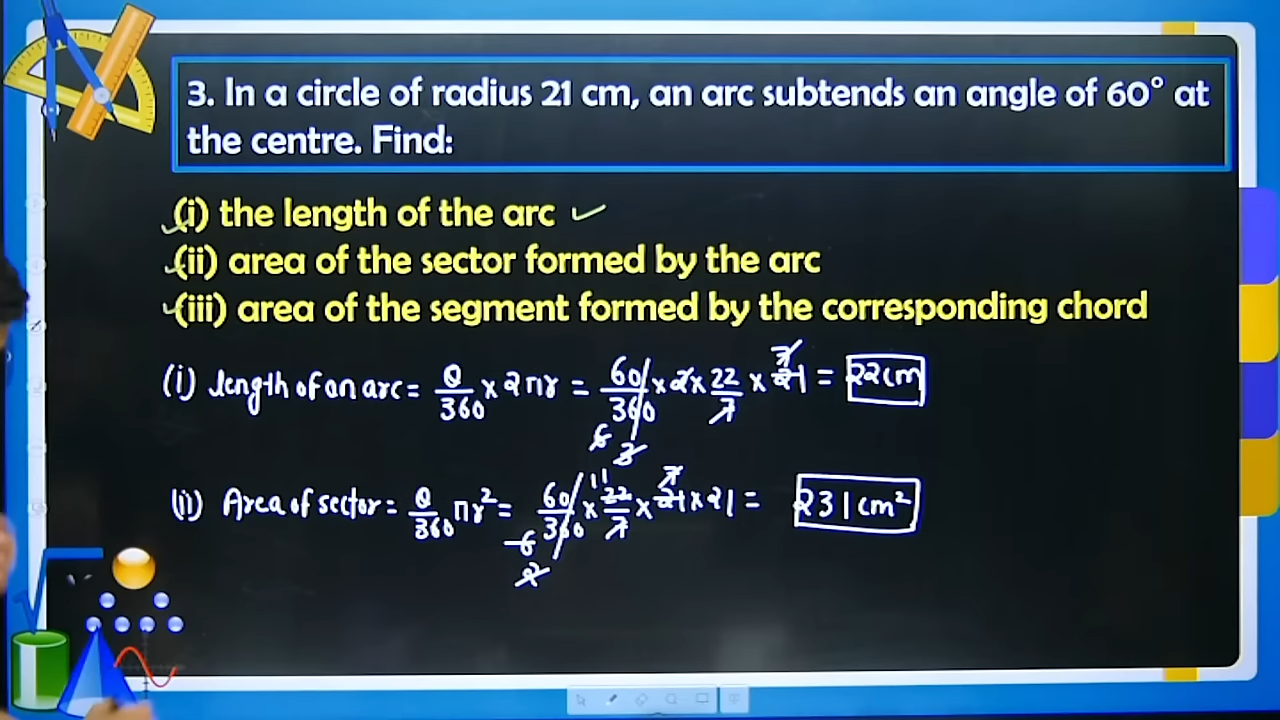 3. In a circle of radius 21 cm, an arc subtends an angle of 60° at
the centre. Find:
(i) the length of the arc
(ii) area of the sector formed by the arc
(iii) area of the segment formed by the corresponding chord
(i) length of an arc = θ/360 × 2πr = 60/360 × 2 × 22/7 × 21 = 22cm
(ii) Area of sector = θ/360 πr² = 60/360 × 22/7 × 21 × 21 = 231cm²